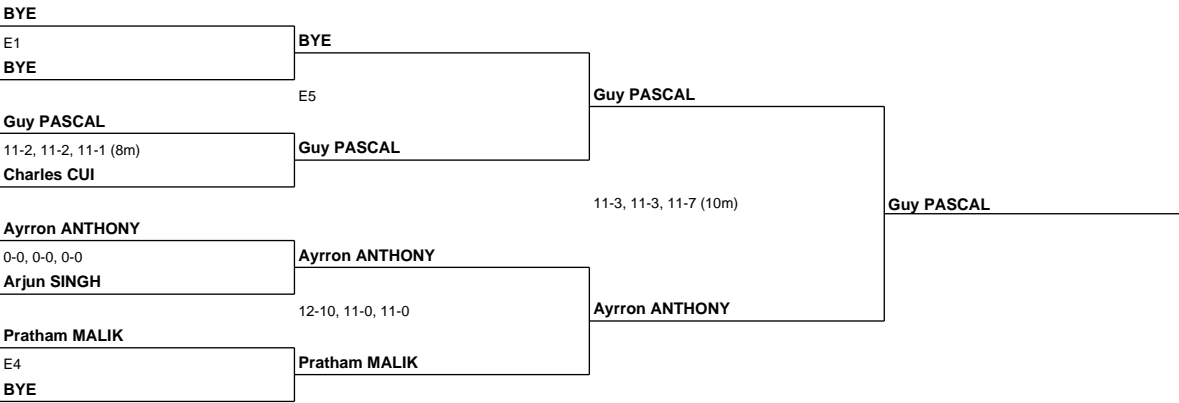 BYE
E1
BYE
BYE
E5
Guy PASCAL
Guy PASCAL
11-2, 11-2, 11-1 (8m)
Guy PASCAL
Charles CUI
11-3, 11-3, 11-7 (10m)
Guy PASCAL
Ayrron ANTHONY
0-0, 0-0, 0-0
Ayrron ANTHONY
Arjun SINGH
12-10, 11-0, 11-0
Ayrron ANTHONY
Pratham MALIK
E4
Pratham MALIK
BYE